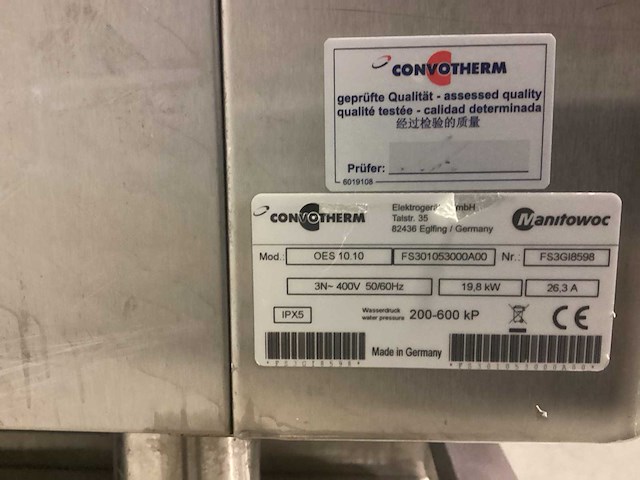 CONVOTHERM
geprüfte Qualität - assessed quality
qualité testée - calidad determinada
经过检验的质量
Prüfer:
6019108
CONVOTHERM
Talstr. 35
82436 Eglfing / Germany
Manitowoc
Mod.: OES 10.10 FS301053000A00 Nr.: FS3GI8598
3N~ 400V 50/60Hz 19,8 kW 26,3 A
IPX5
Wasserdruck
water pressure 200-600 kP
CE
Made in Germany
*FS3GI8598*
*FS301053000A00*